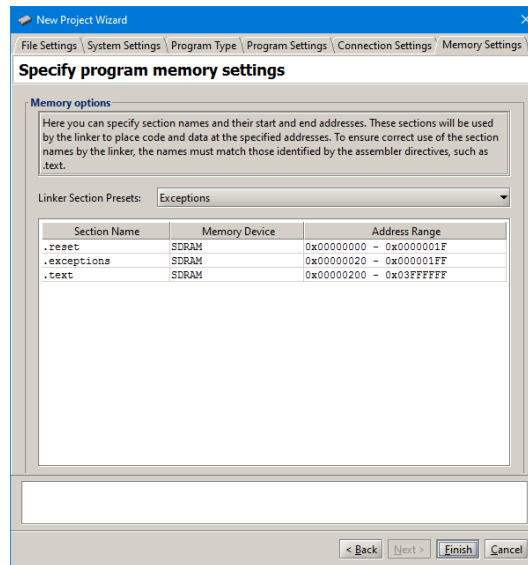 New Project Wizard
File Settings System Settings Program Type Program Settings Connection Settings Memory Settings
Specify program memory settings
Memory options
Here you can specify section names and their start and end addresses. These sections will be used
by the linker to place code and data at the specified addresses. To ensure correct use of the section
names by the linker, the names must match those identified by the assembler directives, such as
.text.
Linker Section Presets: Exceptions
Section Name Memory Device Address Range
.reset SDRAM 0x00000000 - 0x0000001F
.exceptions SDRAM 0x00000020 - 0x000001FF
.text SDRAM 0x00000200 - 0x03FFFFFF
< Back Next > Finish Cancel